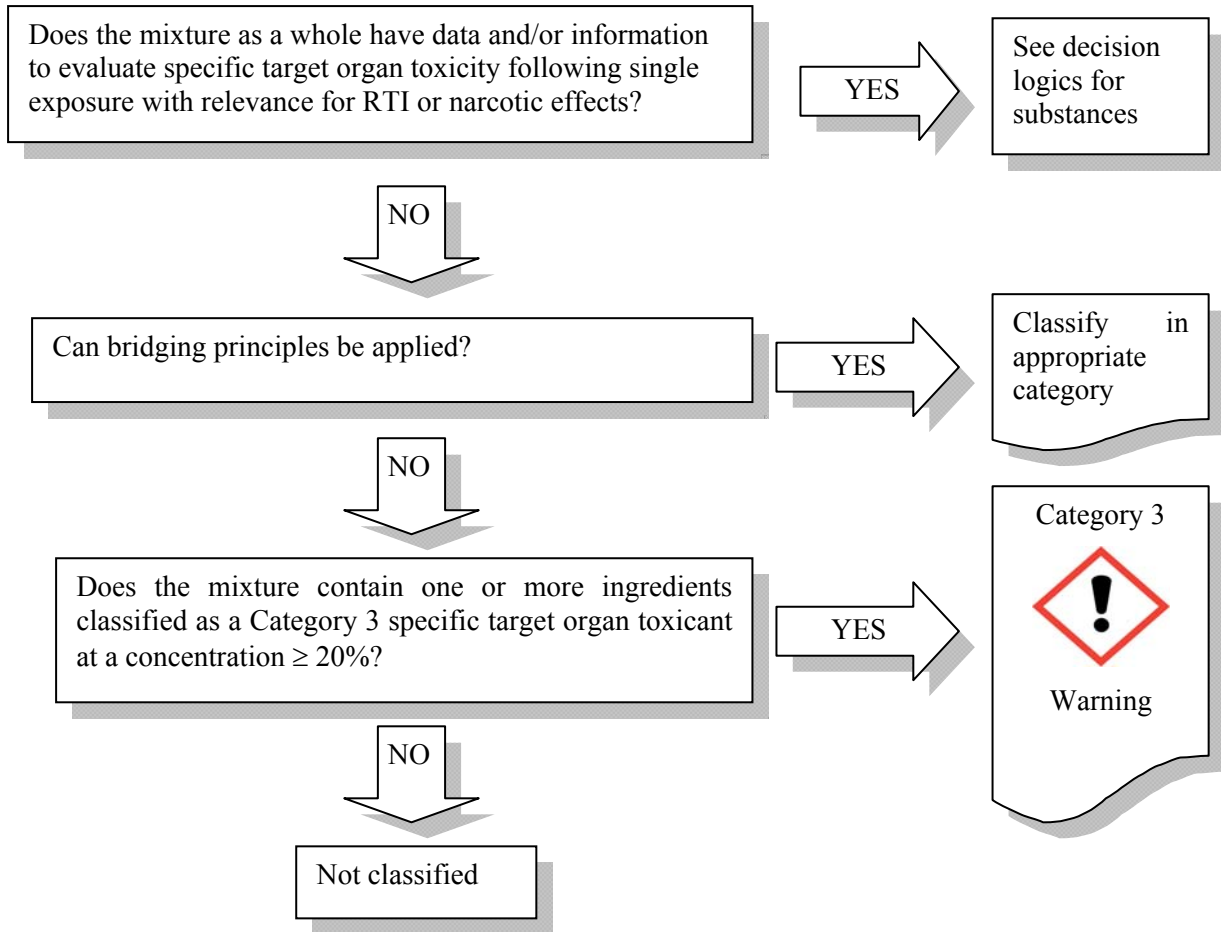 Does the mixture as a whole have data and/or information
to evaluate specific target organ toxicity following single
exposure with relevance for RTI or narcotic effects?
YES
See decision
logics for
substances
NO
Can bridging principles be applied?
YES
Classify in
appropriate
category
NO
Does the mixture contain one or more ingredients
classified as a Category 3 specific target organ toxicant
at a concentration ≥ 20%?
YES
Category 3
Warning
NO
Not classified